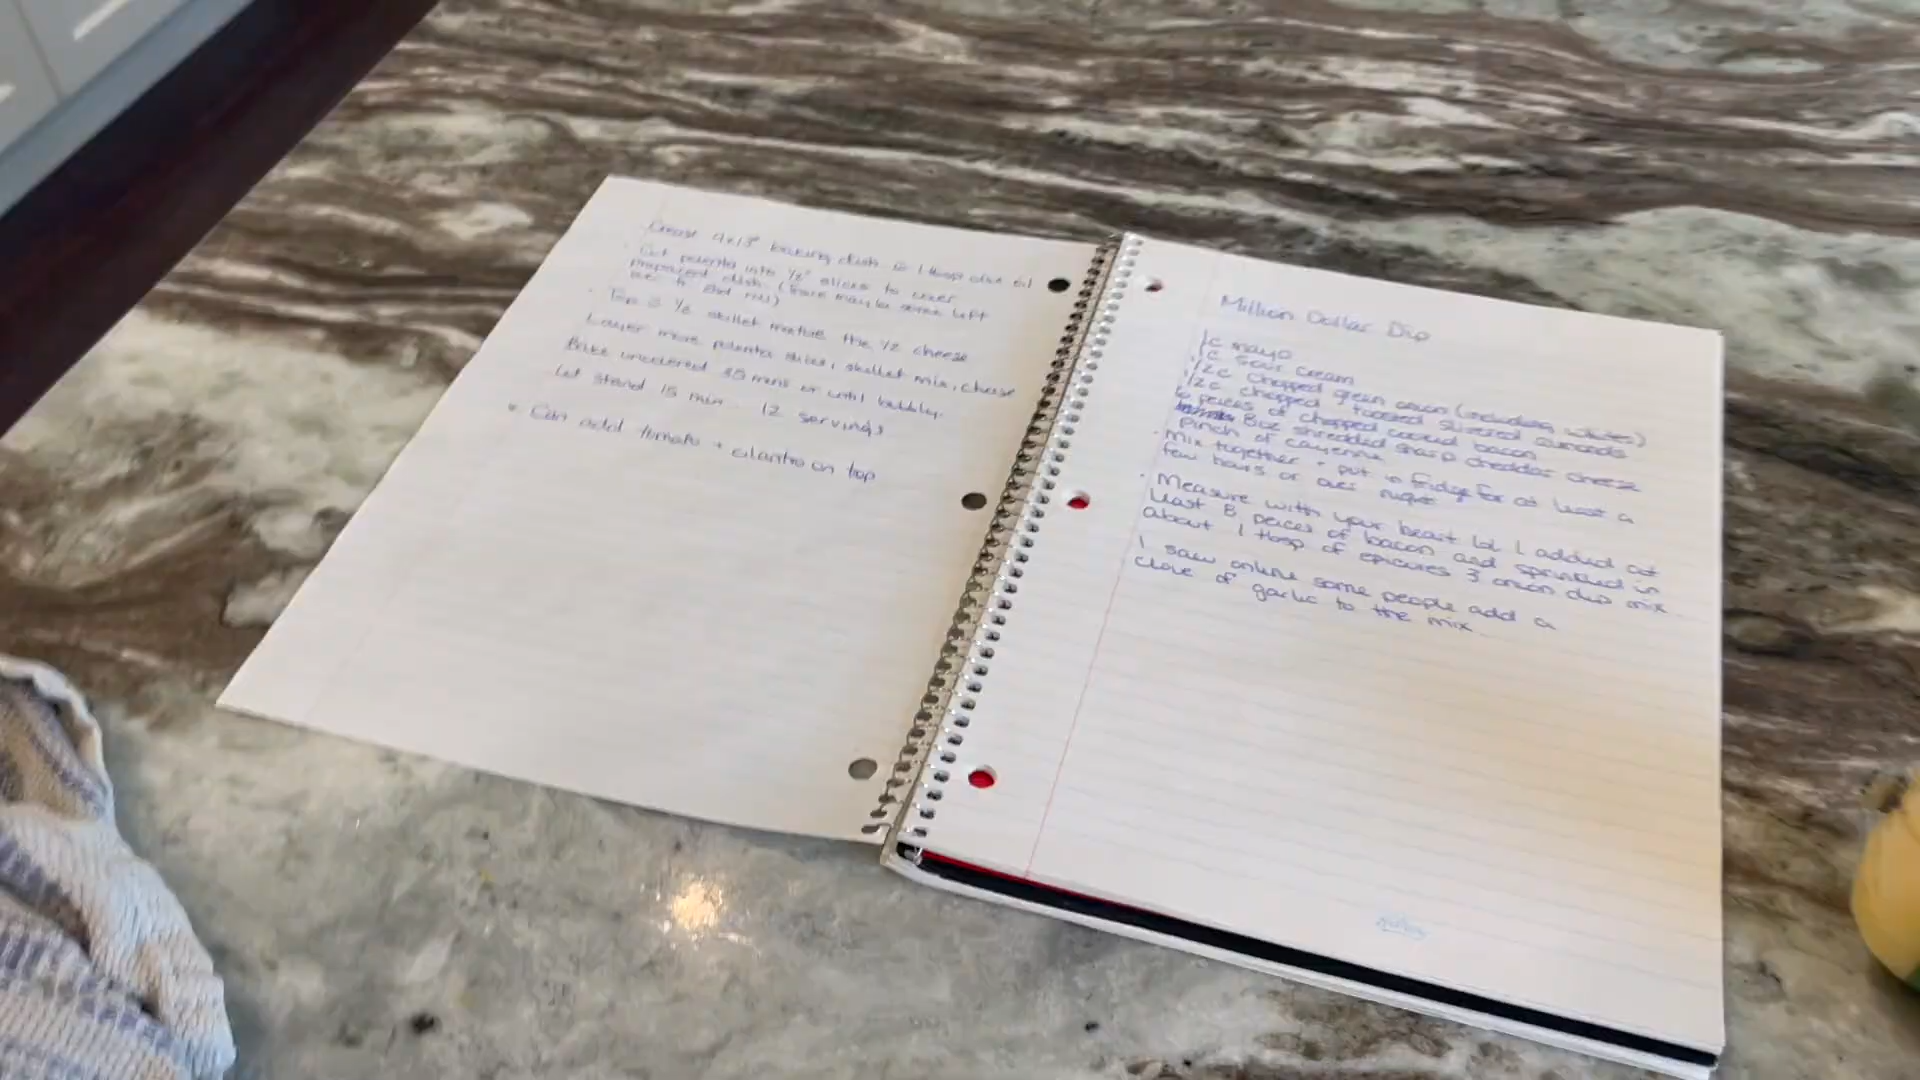 Grease 9x13" baking dish c 1 tbsp olive oil
Cut polenta into 1/2" slices to cover
prepared dish. (There may be some left
over & that ok)
Top c 1/2 skillet mixture the 1/2 cheese
Layer more polenta slices, skillet mix, cheese
Bake uncovered 35 mins or until bubbly.
Let stand 15 min 12 servings
* Can add tomato + cilantro on top
Million Dollar Dip
1c mayo
1c sour cream
1/2c chopped green onion (including whites)
1/2c chopped toasted slivered almonds
6 peices of chopped cooked bacon
8oz shredded sharp cheddar cheese
pinch of cayenne
· Mix together + put in fridge for at least a
few hours or over night
· Measure with your heart lol I added at
least 8 peices of bacon and sprinkled in
about 1 tbsp of epicures 3 onion dip mix
I saw online some people add a
clove of garlic to the mix